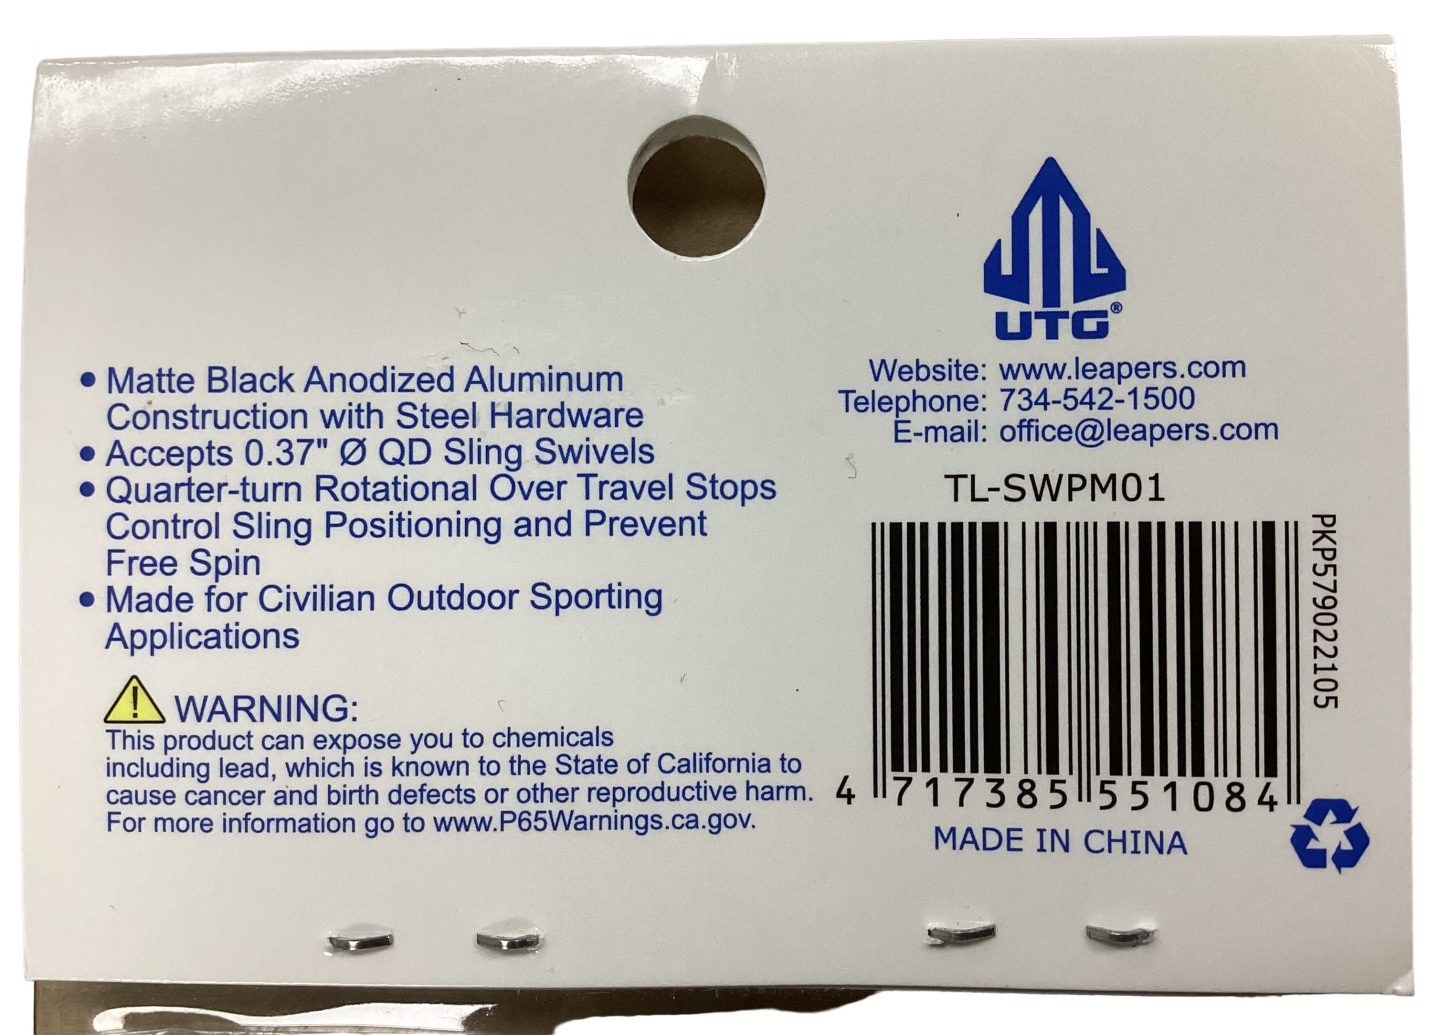 • Matte Black Anodized Aluminum
Construction with Steel Hardware
• Accepts 0.37" Ø QD Sling Swivels
• Quarter-turn Rotational Over Travel Stops
Control Sling Positioning and Prevent
Free Spin
• Made for Civilian Outdoor Sporting
Applications
WARNING:
This product can expose you to chemicals
including lead, which is known to the State of California to
cause cancer and birth defects or other reproductive harm.
For more information go to www.P65Warnings.ca.gov.
UTG®
Website: www.leapers.com
Telephone: 734-542-1500
E-mail: office@leapers.com
TL-SWPM01
4 717385 551084
PKP579022105
MADE IN CHINA